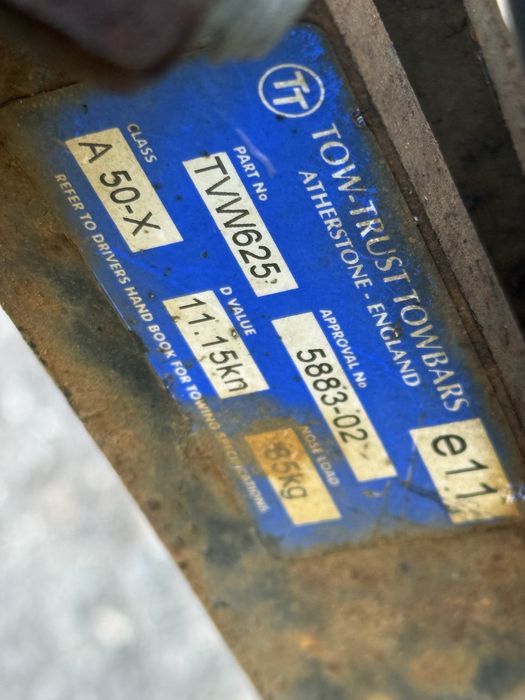 TT
TOW-TRUST TOWBARS
ATHERSTONE - ENGLAND
e11
PART No
TVW625
APPROVAL No
5883-02
CLASS
A 50-X
D VALUE
11.15kn
NOSE LOAD
85kg
REFER TO DRIVERS HAND BOOK FOR TOWING SPECIFICATIONS